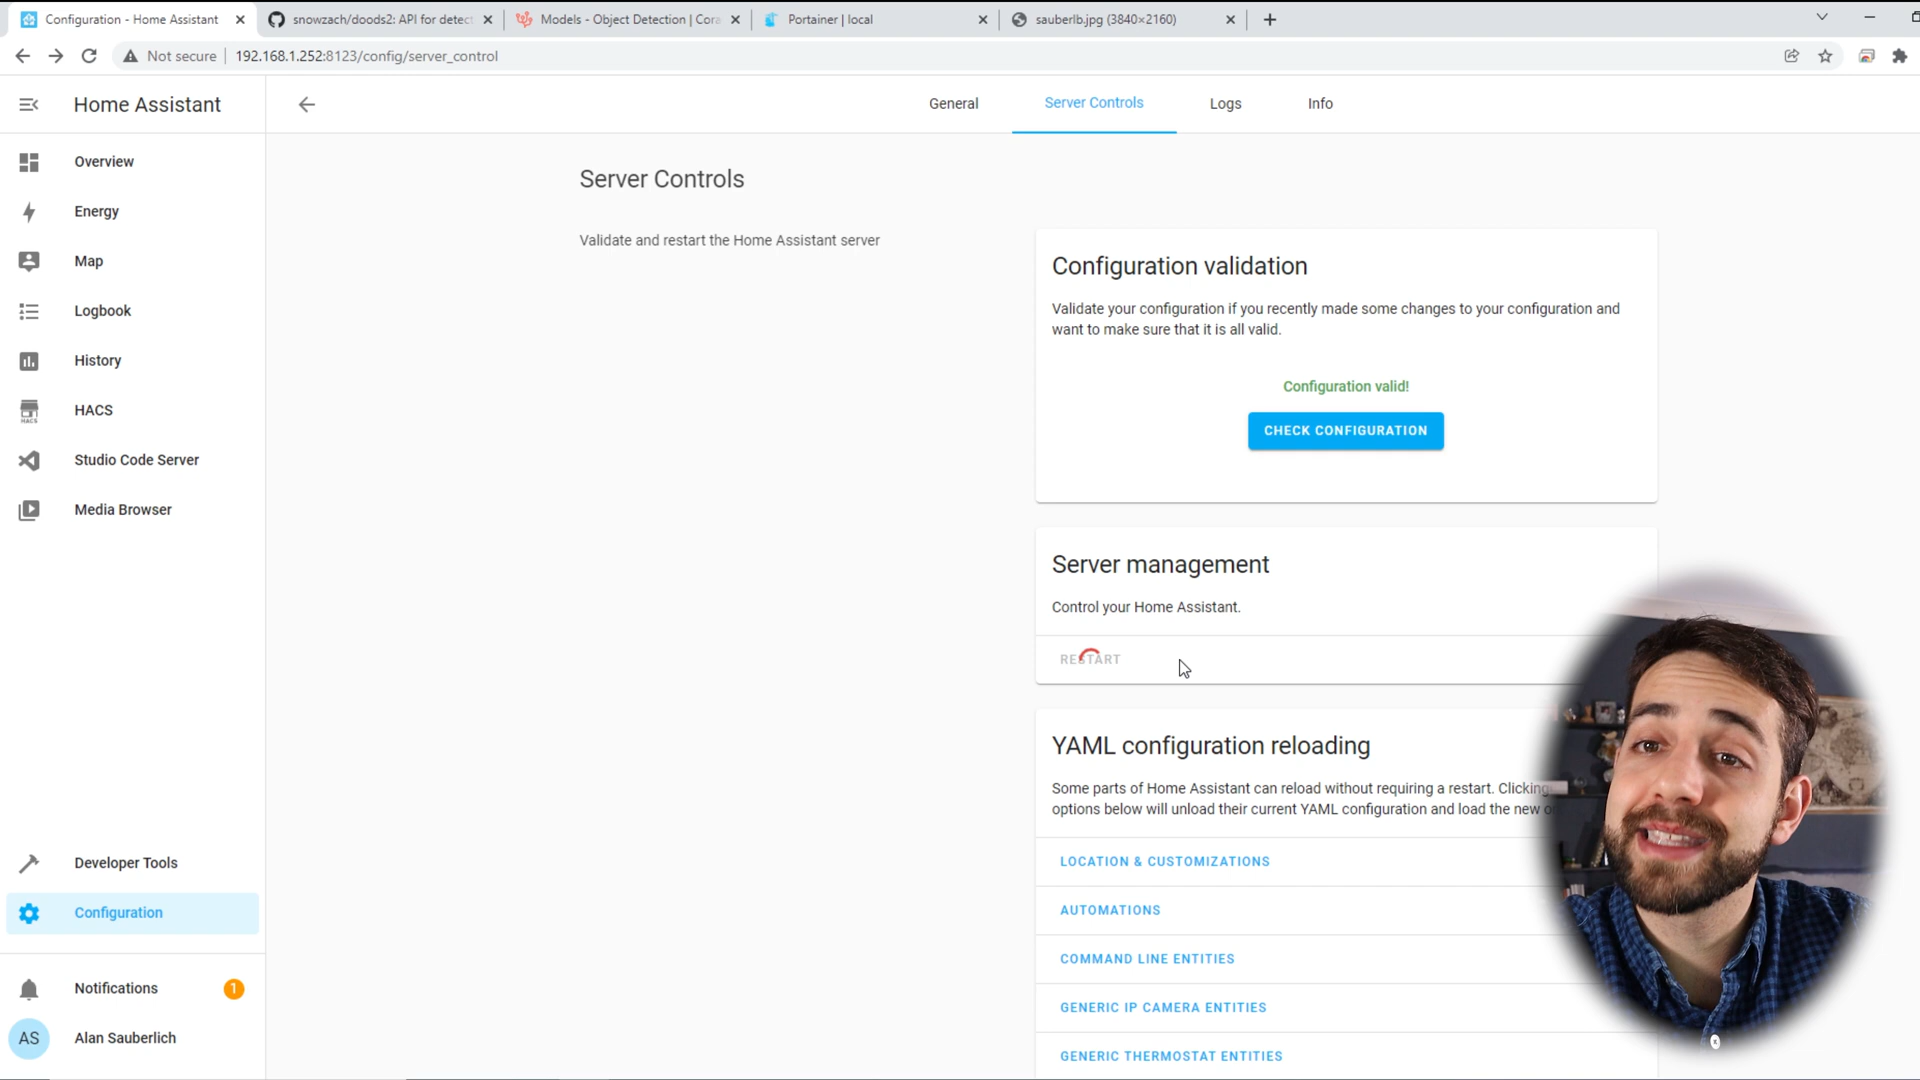 Configuration - Home Assistant
snowzach/doods2: API for detect
Models - Object Detection | Cora
Portainer | local
sauberlb.jpg (3840×2160)
Not secure
192.168.1.252:8123/config/server_control
Home Assistant
General
Server Controls
Logs
Info
Overview
Energy
Map
Logbook
History
HACS
HACS
Studio Code Server
Media Browser
Developer Tools
Configuration
Notifications
1
AS
Alan Sauberlich
Server Controls
Validate and restart the Home Assistant server
Configuration validation
Validate your configuration if you recently made some changes to your configuration and
want to make sure that it is all valid.
Configuration valid!
CHECK CONFIGURATION
Server management
Control your Home Assistant.
RESTART
YAML configuration reloading
Some parts of Home Assistant can reload without requiring a restart. Clicking
options below will unload their current YAML configuration and load the new
LOCATION & CUSTOMIZATIONS
AUTOMATIONS
COMMAND LINE ENTITIES
GENERIC IP CAMERA ENTITIES
GENERIC THERMOSTAT ENTITIES